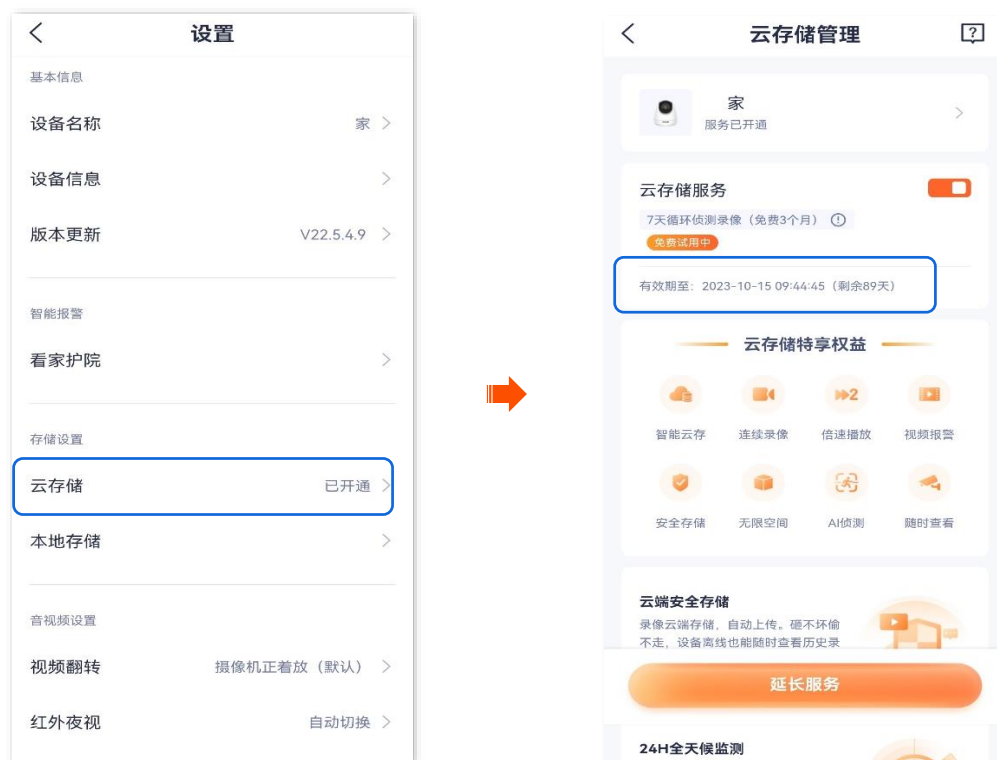 设置
基本信息
设备名称 家
设备信息
版本更新 V22.5.4.9
智能报警
看家护院
存储设置
云存储 已开通
本地存储
音视频设置
视频翻转 摄像机正着放（默认）
红外夜视 自动切换
云存储管理
家
服务已开通
云存储服务
7天循环侦测录像（免费3个月）
免费试用中
有效期至：2023-10-15 09:44:45（剩余89天）
云存储特享权益
智能云存 连续录像 倍速播放 视频报警
安全存储 无限空间 AI侦测 随时查看
云端安全存储
录像云端存储，自动上传。砸不坏偷
不走，设备离线也能随时查看历史录
延长服务
24H全天候监测